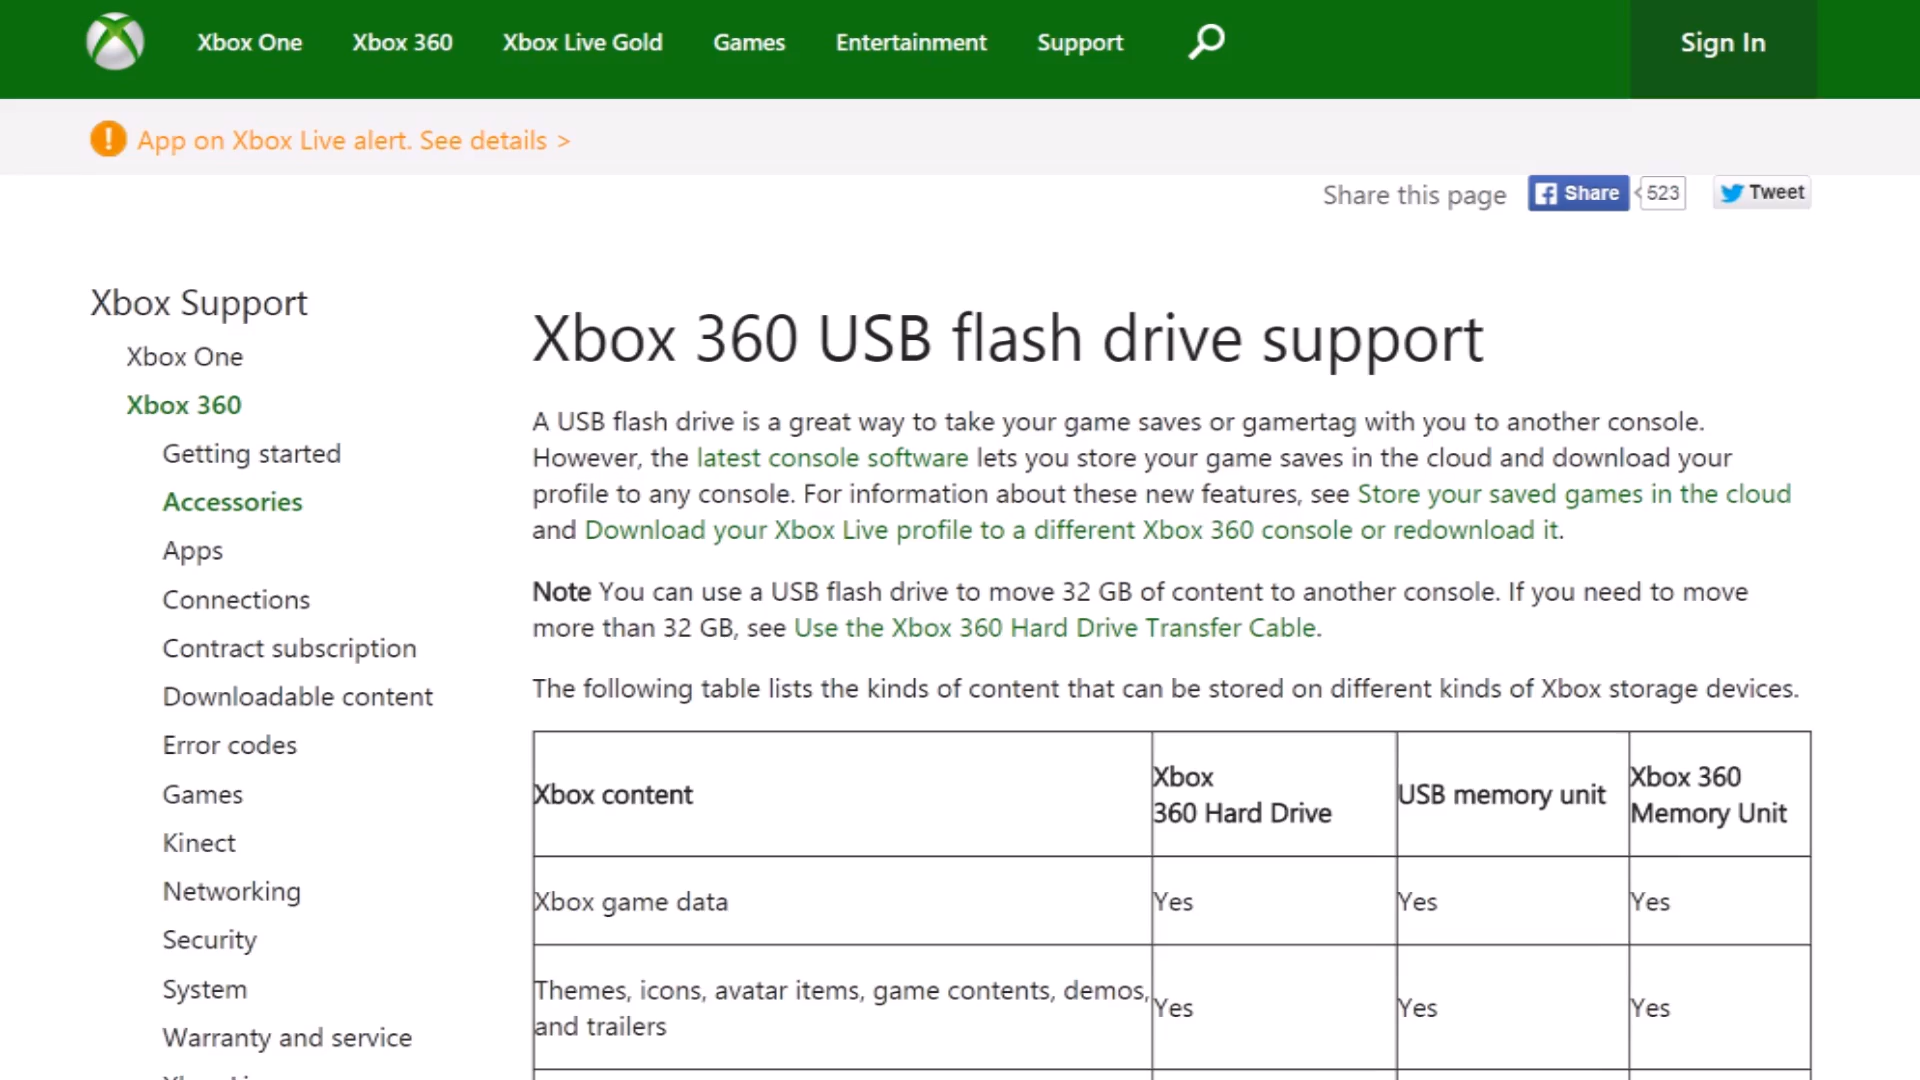 Xbox One Xbox 360 Xbox Live Gold Games Entertainment Support Sign In
! App on Xbox Live alert. See details >
Share this page Share 523 Tweet
Xbox Support
Xbox One
Xbox 360
Getting started
Accessories
Apps
Connections
Contract subscription
Downloadable content
Error codes
Games
Kinect
Networking
Security
System
Warranty and service
Xbox 360 USB flash drive support
A USB flash drive is a great way to take your game saves or gamertag with you to another console.
However, the latest console software lets you store your game saves in the cloud and download your
profile to any console. For information about these new features, see Store your saved games in the cloud
and Download your Xbox Live profile to a different Xbox 360 console or redownload it.
Note You can use a USB flash drive to move 32 GB of content to another console. If you need to move
more than 32 GB, see Use the Xbox 360 Hard Drive Transfer Cable.
The following table lists the kinds of content that can be stored on different kinds of Xbox storage devices.
Xbox content
Xbox
360 Hard Drive
USB memory unit
Xbox 360
Memory Unit
Xbox game data Yes Yes Yes
Themes, icons, avatar items, game contents, demos,
and trailers
Yes Yes Yes